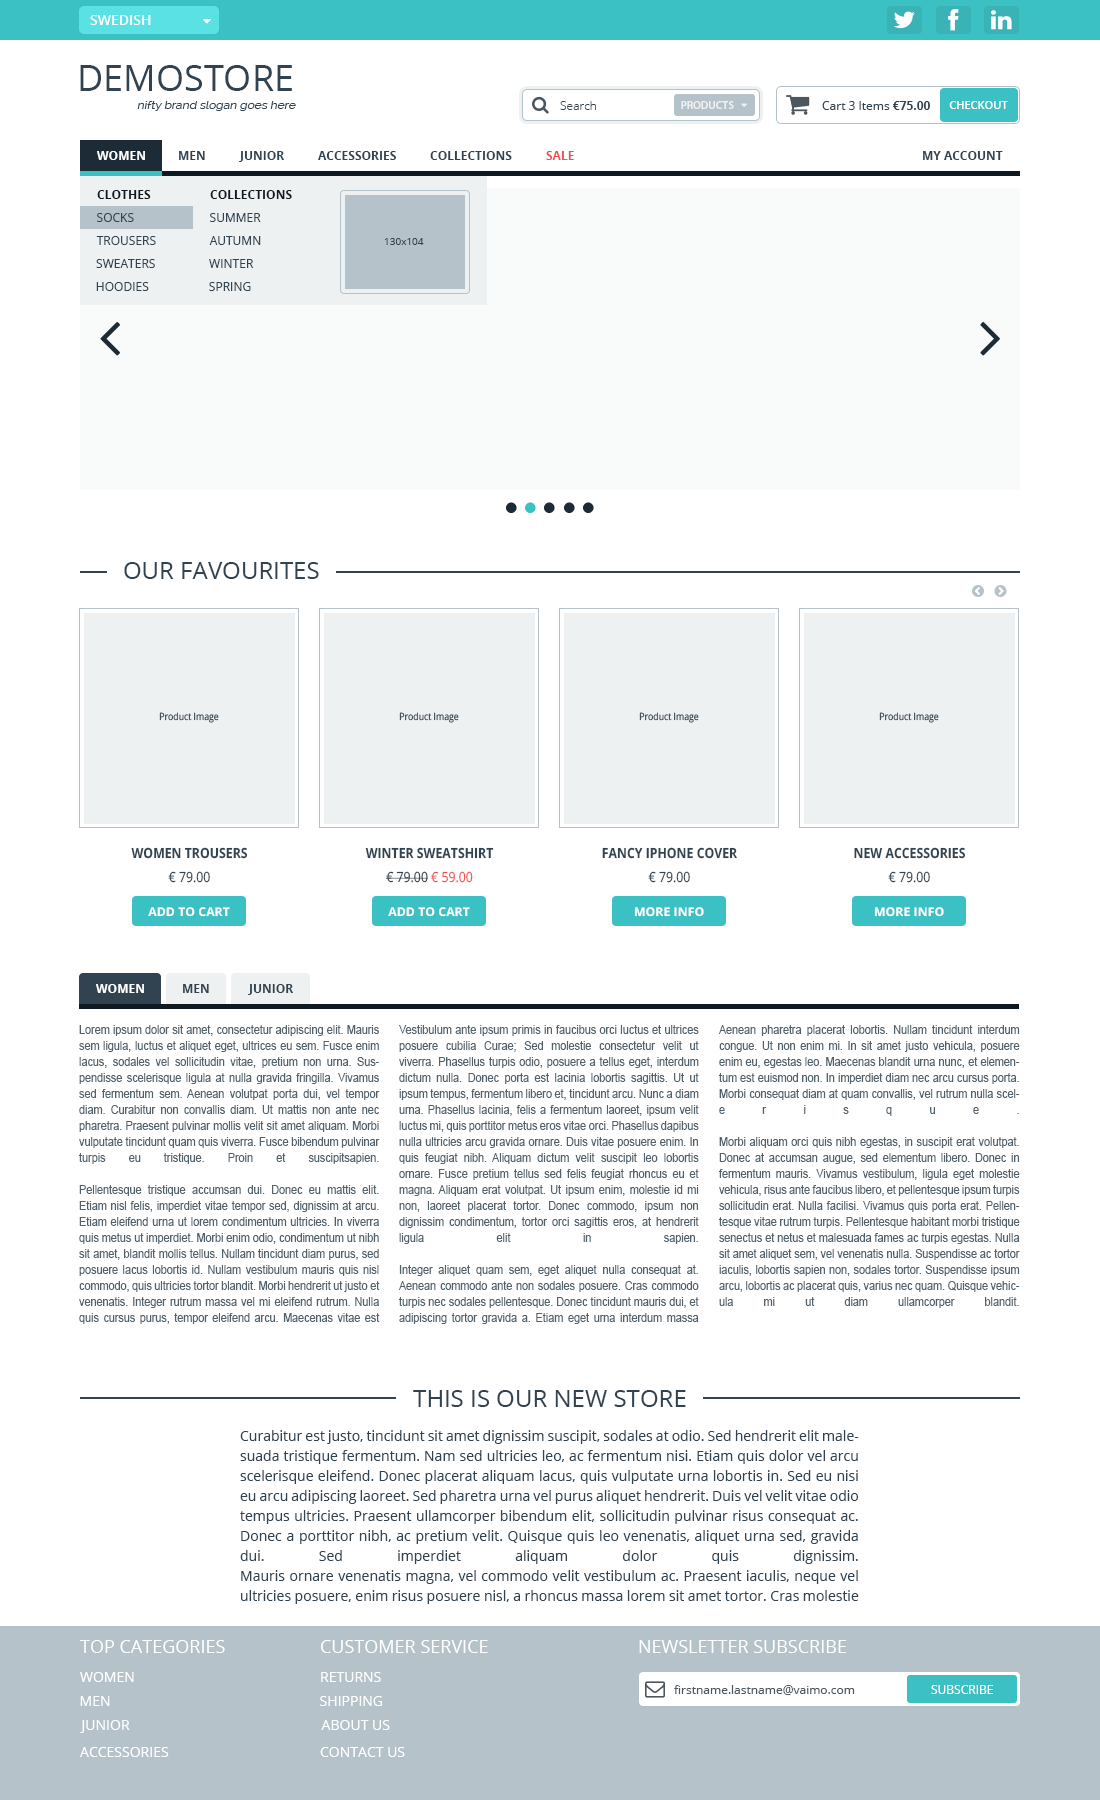 SWEDISH
DEMOSTORE
nifty brand slogan goes here
Search PRODUCTS
Cart 3 Items €75.00 CHECKOUT
WOMEN MEN JUNIOR ACCESSORIES COLLECTIONS SALE MY ACCOUNT
CLOTHES
SOCKS
TROUSERS
SWEATERS
HOODIES
COLLECTIONS
SUMMER
AUTUMN
WINTER
SPRING
130x104
OUR FAVOURITES
Product Image
WOMEN TROUSERS
€ 79.00
ADD TO CART
Product Image
WINTER SWEATSHIRT
€ 79.00 € 59.00
ADD TO CART
Product Image
FANCY IPHONE COVER
€ 79.00
MORE INFO
Product Image
NEW ACCESSORIES
€ 79.00
MORE INFO
WOMEN MEN JUNIOR
Lorem ipsum dolor sit amet, consectetur adipiscing elit. Mauris
sem ligula, luctus et aliquet eget, ultrices eu sem. Fusce enim
lacus, sodales vel sollicitudin vitae, pretium non urna. Sus-
pendisse scelerisque ligula at nulla gravida fringilla. Vivamus
sed fermentum sem. Aenean volutpat porta dui, vel tempor
diam. Curabitur non convallis diam. Ut mattis non ante nec
pharetra. Praesent pulvinar mollis velit sit amet aliquam. Morbi
vulputate tincidunt quam quis viverra. Fusce bibendum pulvinar
turpis eu tristique. Proin et suscipitsapien.
Pellentesque tristique accumsan dui. Donec eu mattis elit.
Etiam nisl felis, imperdiet vitae tempor sed, dignissim at arcu.
Etiam eleifend urna ut lorem condimentum ultricies. In viverra
quis metus ut imperdiet. Morbi enim odio, condimentum ut nibh
sit amet, blandit mollis tellus. Nullam tincidunt diam purus, sed
posuere lacus lobortis id. Nullam vestibulum mauris quis nisl
commodo, quis ultricies tortor blandit. Morbi hendrerit ut justo et
venenatis. Integer rutrum massa vel mi eleifend rutrum. Nulla
quis cursus purus, tempor eleifend arcu. Maecenas vitae est
Vestibulum ante ipsum primis in faucibus orci luctus et ultrices
posuere cubilia Curae; Sed molestie consectetur velit ut
viverra. Phasellus turpis odio, posuere a tellus eget, interdum
dictum nulla. Donec porta est lacinia lobortis sagittis. Ut ut
ipsum tempus, fermentum libero et, tincidunt arcu. Nunc a diam
urna. Phasellus lacinia, felis a fermentum laoreet, ipsum velit
luctus mi, quis porttitor metus eros vitae orci. Phasellus dapibus
nulla ultricies arcu gravida ornare. Duis vitae posuere enim. In
quis feugiat nibh. Aliquam dictum velit suscipit leo lobortis
ornare. Fusce pretium tellus sed felis feugiat rhoncus eu et
magna. Aliquam erat volutpat. Ut ipsum enim, molestie id mi
non, laoreet placerat tortor. Donec commodo, ipsum non
dignissim condimentum, tortor orci sagittis eros, at hendrerit
ligula elit in sapien.
Integer aliquet quam sem, eget aliquet nulla consequat at.
Aenean commodo ante non sodales posuere. Cras commodo
turpis nec sodales pellentesque. Donec tincidunt mauris dui, et
adipiscing tortor gravida a. Etiam eget urna interdum massa
Aenean pharetra placerat lobortis. Nullam tincidunt interdum
congue. Ut non enim mi. In sit amet justo vehicula, posuere
enim eu, egestas leo. Maecenas blandit urna nunc, et elemen-
tum est euismod non. In imperdiet diam nec arcu cursus porta.
Morbi consequat diam at quam convallis, vel rutrum nulla scel-
e r i s q u e .
Morbi aliquam orci quis nibh egestas, in suscipit erat volutpat.
Donec at accumsan augue, sed elementum libero. Donec in
fermentum mauris. Vivamus vestibulum, ligula eget molestie
vehicula, risus ante faucibus libero, et pellentesque ipsum turpis
sollicitudin erat. Nulla facilisi. Vivamus quis porta erat. Pellen-
tesque vitae rutrum turpis. Pellentesque habitant morbi tristique
senectus et netus et malesuada fames ac turpis egestas. Nulla
sit amet aliquet sem, vel venenatis nulla. Suspendisse ac tortor
iaculis, lobortis sapien non, sodales tortor. Suspendisse ipsum
arcu, lobortis ac placerat quis, varius nec quam. Quisque vehic-
ula mi ut diam ullamcorper blandit.
THIS IS OUR NEW STORE
Curabitur est justo, tincidunt sit amet dignissim suscipit, sodales at odio. Sed hendrerit elit male-
suada tristique fermentum. Nam sed ultricies leo, ac fermentum nisi. Etiam quis dolor vel arcu
scelerisque eleifend. Donec placerat aliquam lacus, quis vulputate urna lobortis in. Sed eu nisi
eu arcu adipiscing laoreet. Sed pharetra urna vel purus aliquet hendrerit. Duis vel velit vitae odio
tempus ultricies. Praesent ullamcorper bibendum elit, sollicitudin pulvinar risus consequat ac.
Donec a porttitor nibh, ac pretium velit. Quisque quis leo venenatis, aliquet urna sed, gravida
dui. Sed imperdiet aliquam dolor quis dignissim.
Mauris ornare venenatis magna, vel commodo velit vestibulum ac. Praesent iaculis, neque vel
ultricies posuere, enim risus posuere nisl, a rhoncus massa lorem sit amet tortor. Cras molestie
TOP CATEGORIES
WOMEN
MEN
JUNIOR
ACCESSORIES
CUSTOMER SERVICE
RETURNS
SHIPPING
ABOUT US
CONTACT US
NEWSLETTER SUBSCRIBE
firstname.lastname@vaimo.com SUBSCRIBE